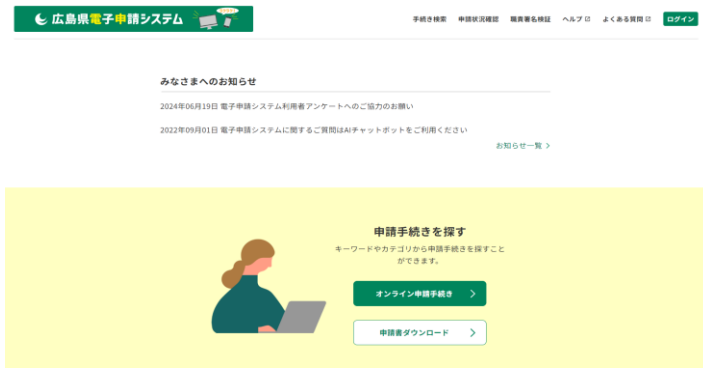 広島県電子申請システム
手続き検索 申請状況確認 職責署名検証 ヘルプ よくある質問 ログイン
みなさまへのお知らせ
2024年06月19日 電子申請システム利用者アンケートへのご協力のお願い
2022年09月01日 電子申請システムに関するご質問はAIチャットボットをご利用ください
お知らせ一覧
申請手続きを探す
キーワードやカテゴリから申請手続きを探すこと
ができます。
オンライン申請手続き
申請書ダウンロード